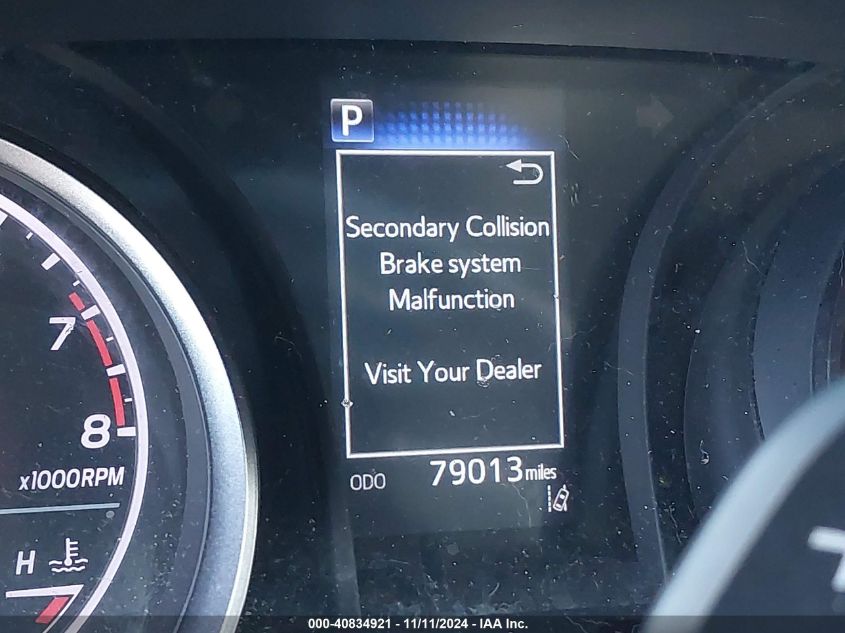 P
Secondary Collision
Brake system
Malfunction
Visit Your Dealer
7
8
x1000RPM
ODO 79013 miles
H
000-40834921 - 11/11/2024 - IAA Inc.